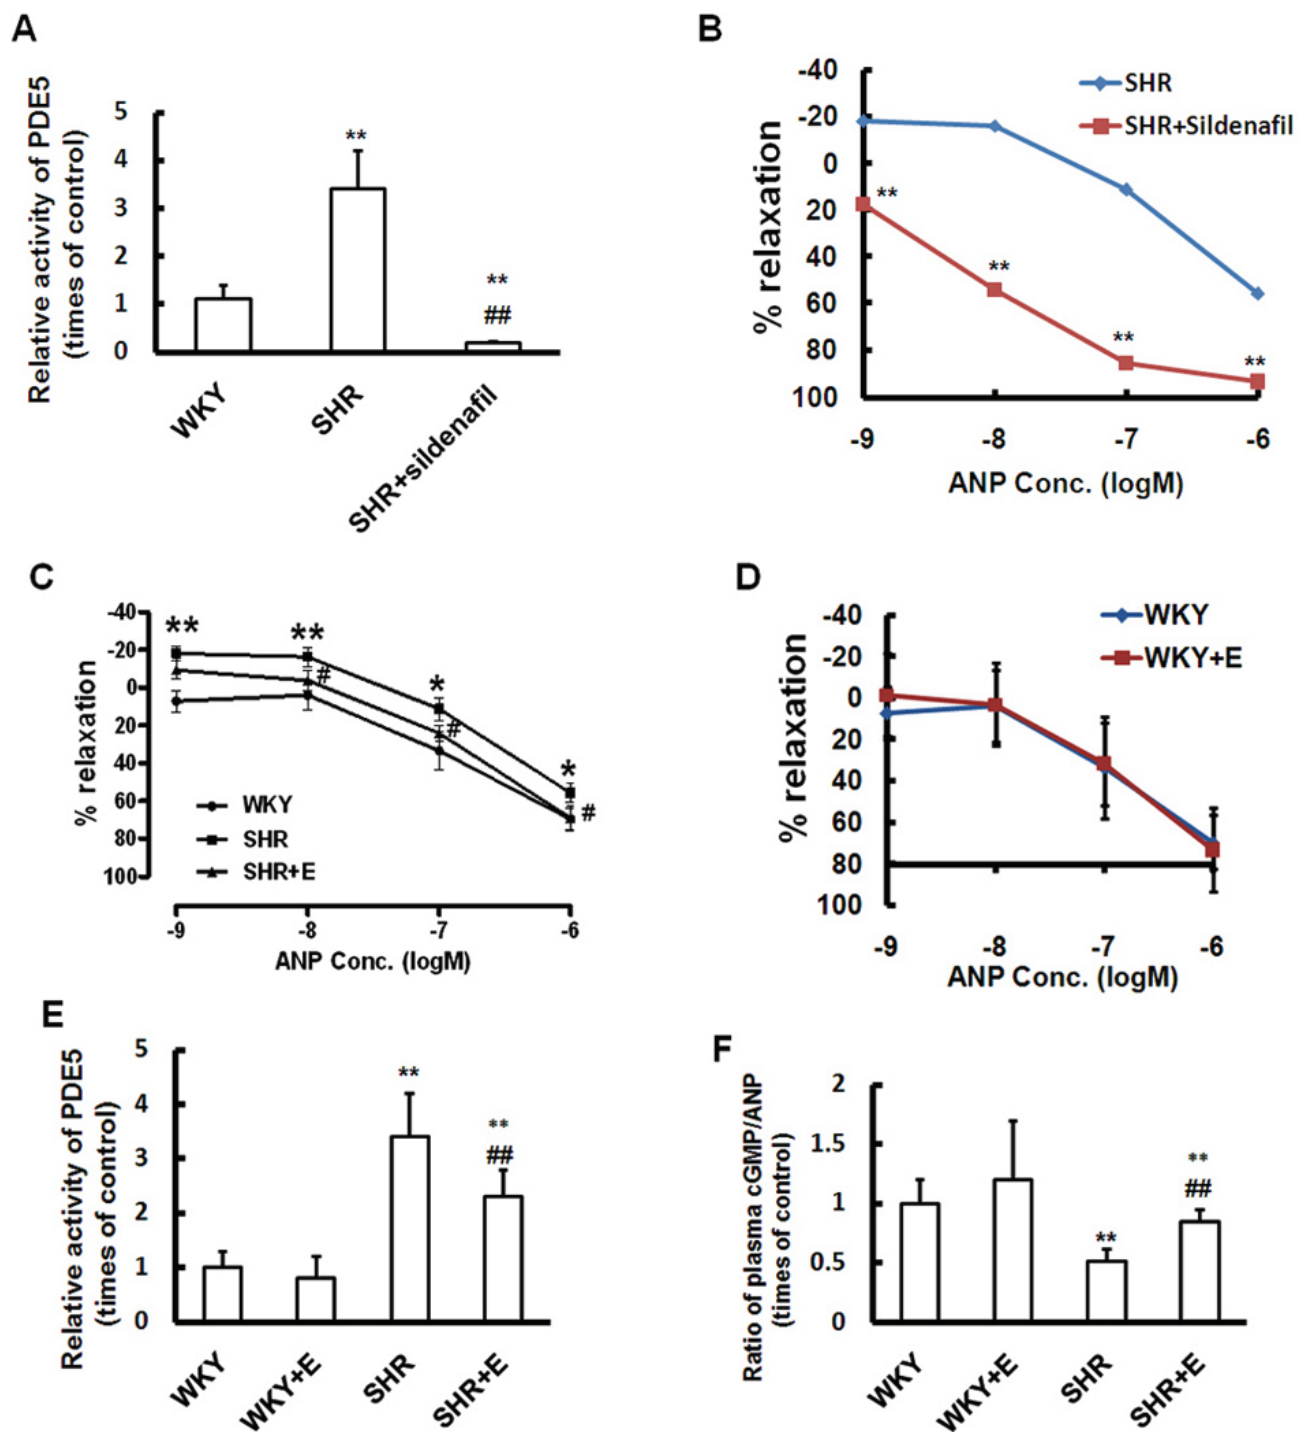 A
Relative activity of PDE5
(times of control)
5
4
3
2
1
0
**
**
##
WKY
SHR
SHR+sildenafil
B
% relaxation
-40
-20
0
20
40
60
80
100
SHR
SHR+Sildenafil
**
**
**
**
-9
-8
-7
-6
ANP Conc. (logM)
C
% relaxation
-40
-20
0
20
40
60
80
100
**
**
*
*
#
#
#
WKY
SHR
SHR+E
-9
-8
-7
-6
ANP Conc. (logM)
D
% relaxation
-40
-20
0
20
40
60
80
100
WKY
WKY+E
-9
-8
-7
-6
ANP Conc. (logM)
E
Relative activity of PDE5
(times of control)
5
4
3
2
1
0
**
**
##
WKY
WKY+E
SHR
SHR+E
F
Ratio of plasma cGMP/ANP
(times of control)
2
1.5
1
0.5
0
**
**
##
WKY
WKY+E
SHR
SHR+E